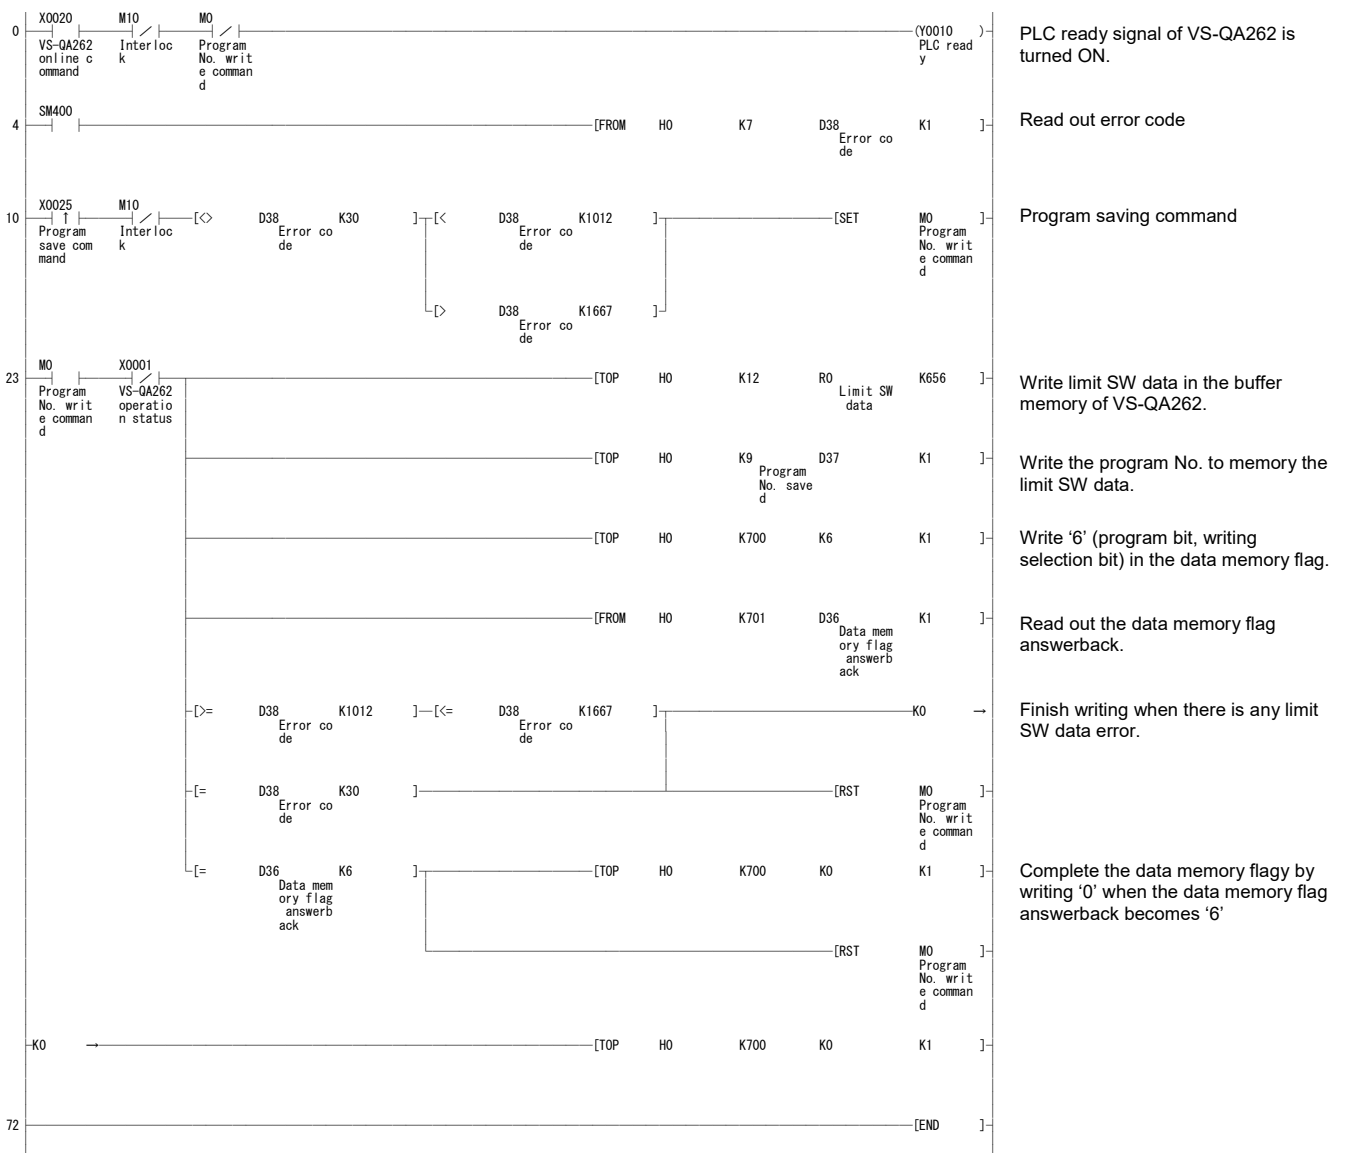 X0020 M10 M0
0 (Y0010 )
VS-QA262 Interloc Program PLC read
online c k No. writ y
ommand e comman
d
PLC ready signal of VS-QA262 is
turned ON.
SM400
4 [FROM H0 K7 D38 K1 ]
Error co
de
Read out error code
X0025 M10
10 ↑ [<> D38 K30 ] [< D38 K1012 ] [SET M0 ]
Program Interloc Error co Error co Program
save com k de de No. writ
mand e comman
d
Program saving command
[> D38 K1667 ]
Error co
de
M0 X0001
23 [TOP H0 K12 R0 K656 ]
Program VS-QA262 Limit SW
No. writ operatio data
e comman n status
d
Write limit SW data in the buffer
memory of VS-QA262.
[TOP H0 K9 D37 K1 ]
Program
No. save
d
Write the program No. to memory the
limit SW data.
[TOP H0 K700 K6 K1 ]
Write ‘6’ (program bit, writing
selection bit) in the data memory flag.
[FROM H0 K701 D36 K1 ]
Data mem
ory flag
answerb
ack
Read out the data memory flag
answerback.
[>= D38 K1012 ] [<= D38 K1667 ] K0 →
Error co Error co
de de
Finish writing when there is any limit
SW data error.
[= D38 K30 ] [RST M0 ]
Error co Program
de No. writ
e comman
d
[= D36 K6 ] [TOP H0 K700 K0 K1 ]
Data mem
ory flag
answerb
ack
Complete the data memory flagy by
writing ‘0’ when the data memory flag
answerback becomes ‘6’
[RST M0 ]
Program
No. writ
e comman
d
K0 → [TOP H0 K700 K0 K1 ]
72 [END ]